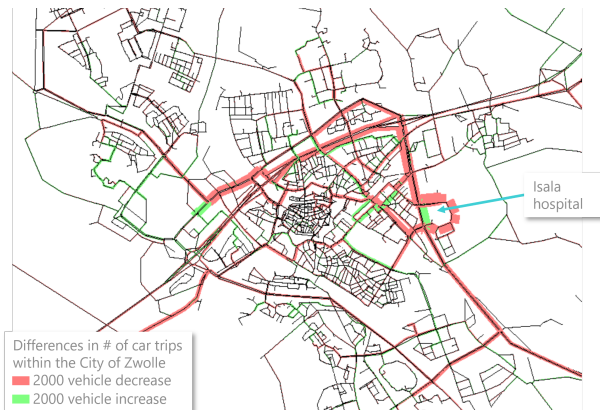 Isala
hospital
Differences in # of car trips
within the City of Zwolle
2000 vehicle decrease
2000 vehicle increase